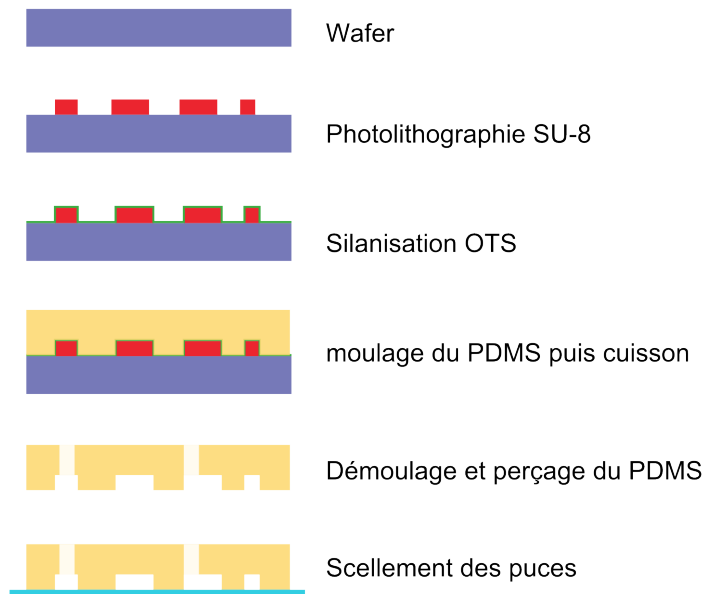 Wafer
Photolithographie SU-8
Silanisation OTS
moulage du PDMS puis cuisson
Démoulage et perçage du PDMS
Scellement des puces